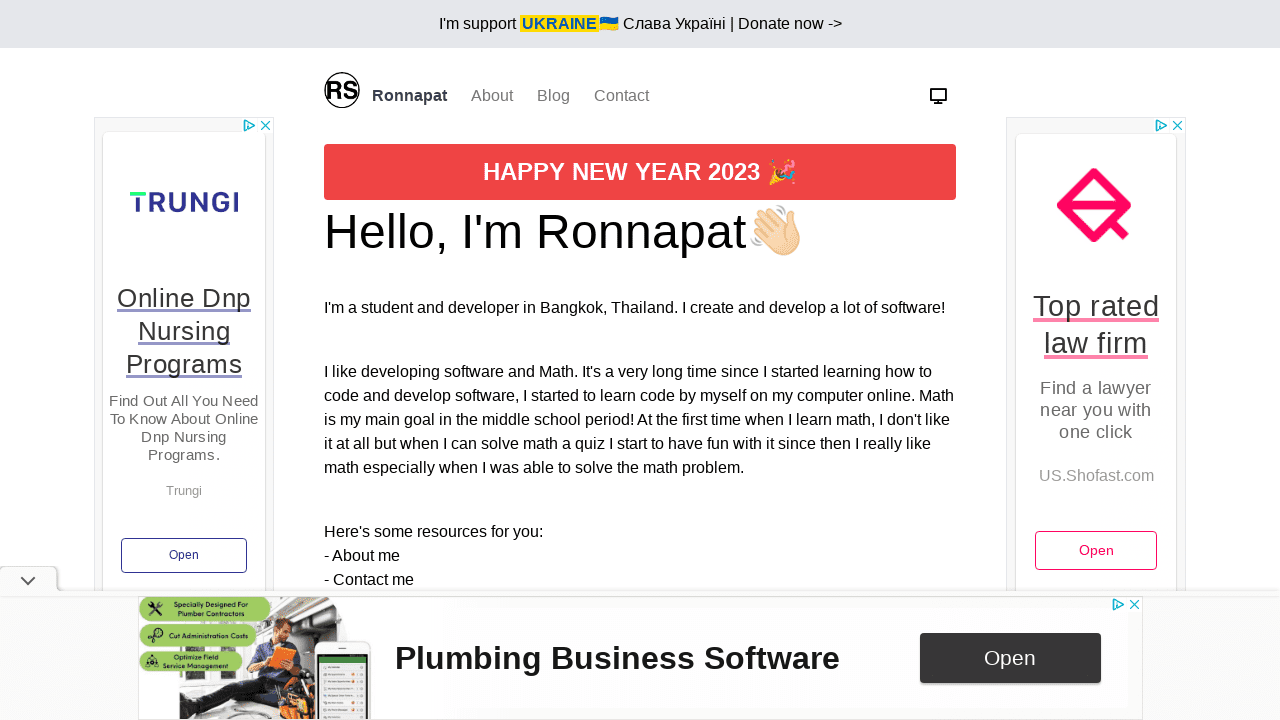 I'm support UKRAINE🇺🇦 Слава Україні | Donate now ->
RS
Ronnapat About Blog Contact
HAPPY NEW YEAR 2023 🎉
Hello, I'm Ronnapat👋🏻
I'm a student and developer in Bangkok, Thailand. I create and develop a lot of software!
I like developing software and Math. It's a very long time since I started learning how to
code and develop software, I started to learn code by myself on my computer online. Math
is my main goal in the middle school period! At the first time when I learn math, I don't like
it at all but when I can solve math a quiz I start to have fun with it since then I really like
math especially when I was able to solve the math problem.
Here's some resources for you:
- About me
- Contact me
TRUNGI
Online Dnp
Nursing
Programs
Find Out All You Need
To Know About Online
Dnp Nursing
Programs.
Trungi
Open
Top rated
law firm
Find a lawyer
near you with
one click
US.Shofast.com
Open
Specially Designed For
Plumber Contractors
Cut Administration Costs
Optimize Field
Service Management
Plumbing Business Software
Open